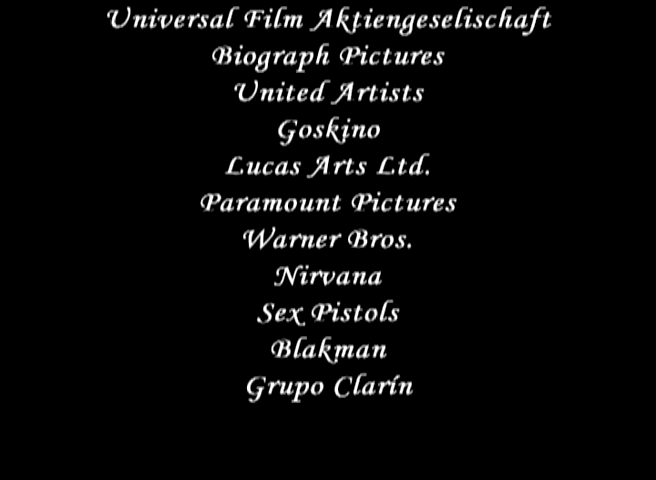 Universal Film Aktiengeselischaft
Biograph Pictures
United Artists
Goskino
Lucas Arts Ltd.
Paramount Pictures
Warner Bros.
Nirvana
Sex Pistols
Blakman
Grupo Clarín